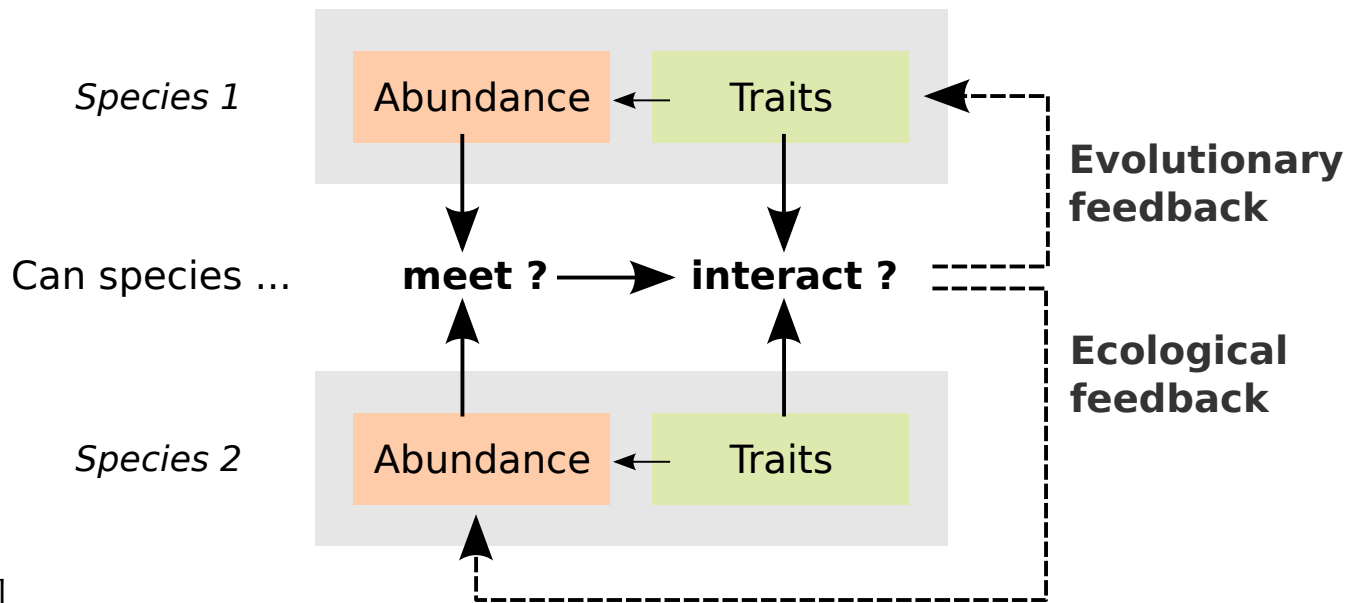 Species 1
Abundance
Traits
Evolutionary
feedback
Can species ...
meet ?
interact ?
Ecological
feedback
Species 2
Abundance
Traits